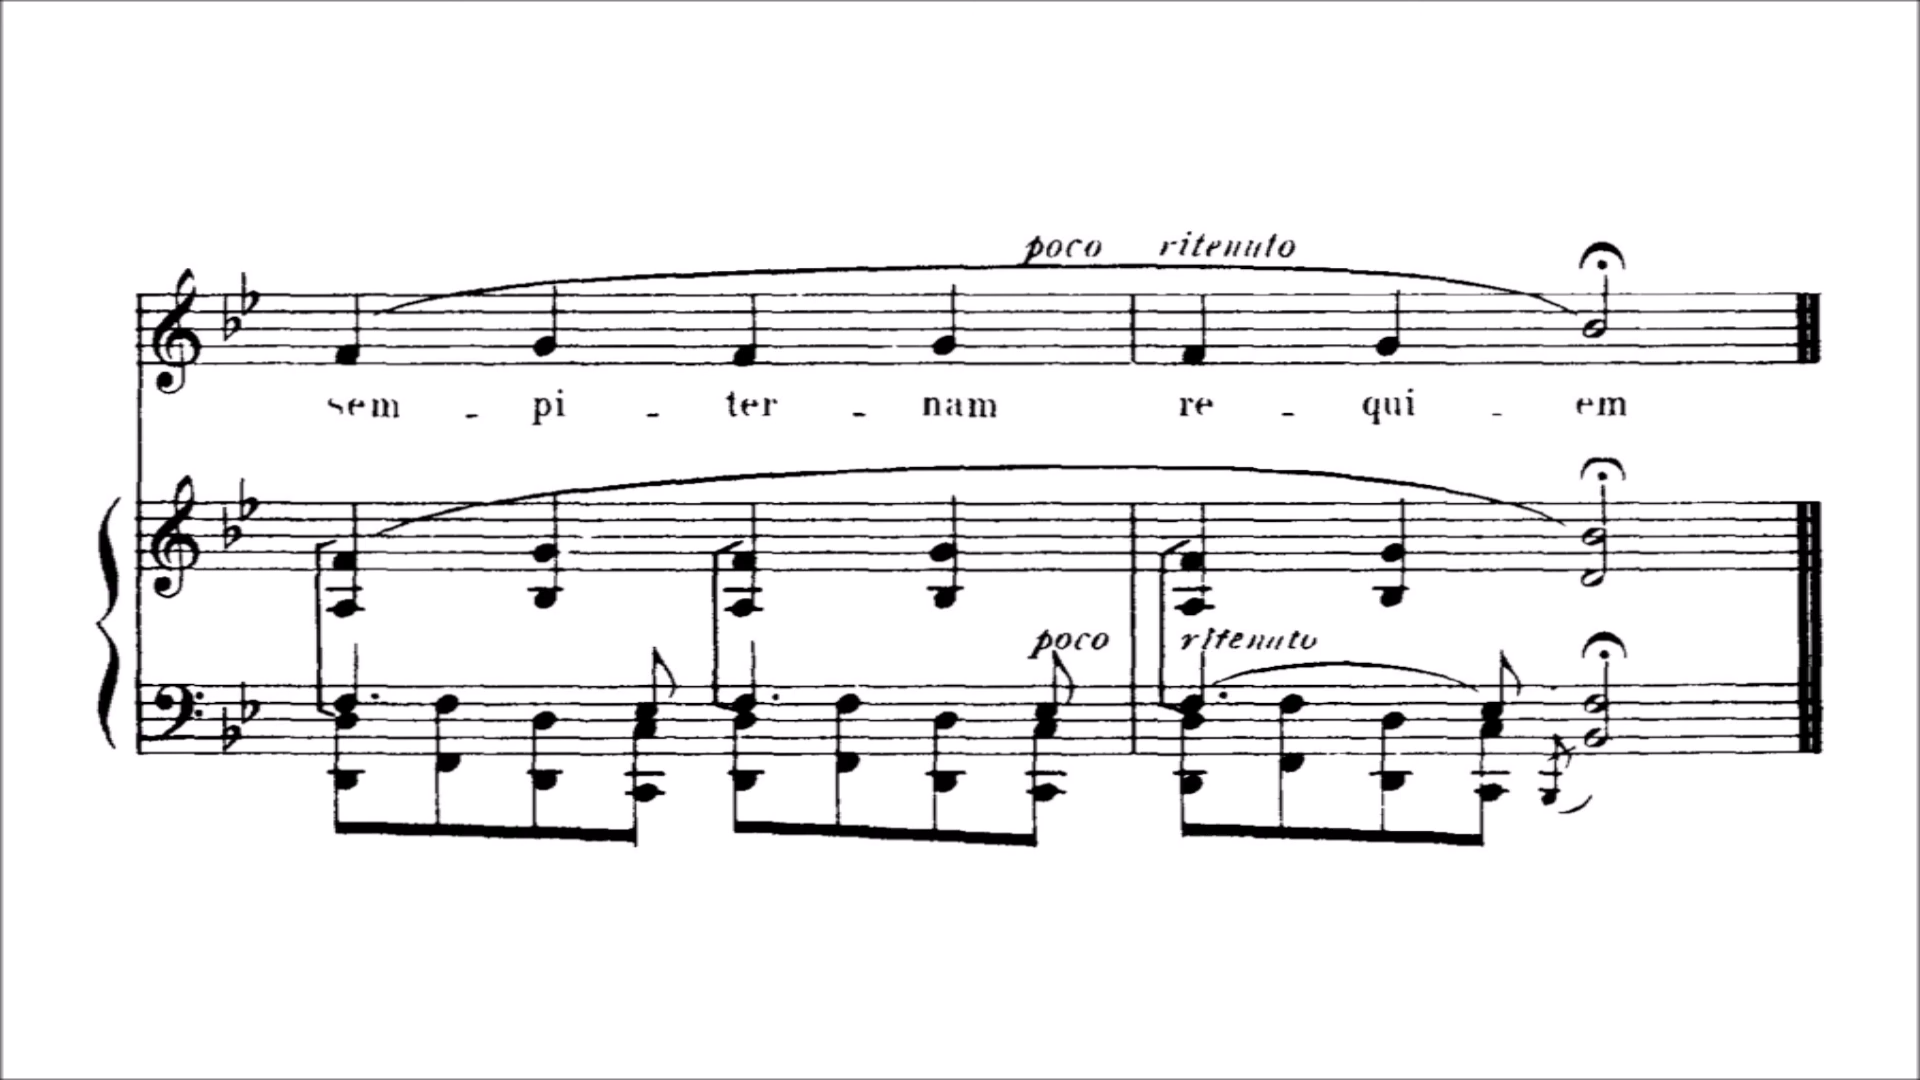 poco ritenuto
sem - pi - ter - nam re - qui - em
poco ritenuto